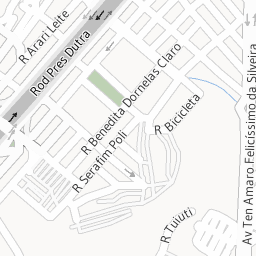 R Arari Leite
Rod Pres Dutra
R Benedita Dornelas Claro
R Serafim Poli
R Bicicleta
R Tuiuti
Av Ten Amaro Felicíssimo da Silveira